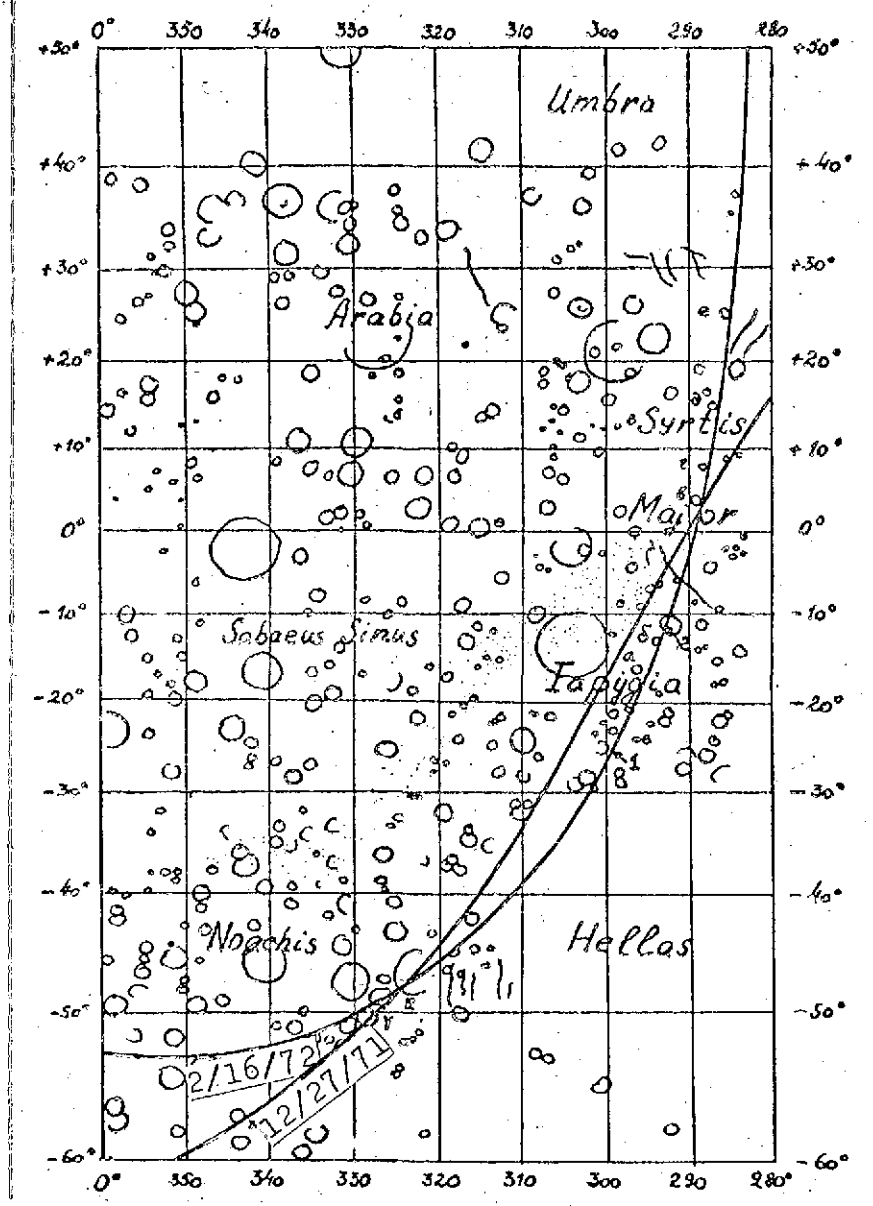 0° 350 340 330 320 310 300 290 280
+50° +50°
Umbra
+40° +40°
+30° +30°
Arabia
+20° +20°
Syrtis
+10° +10°
Major
0° 0°
-10° -10°
Sabaeus Sinus
Iapygia
-20° -20°
8¹
-30° -30°
-40° -40°
Noachis Hellas
-50° -50°
2/16/72
12/27/71
-60° -60°
0° 350 340 330 320 310 300 290 280